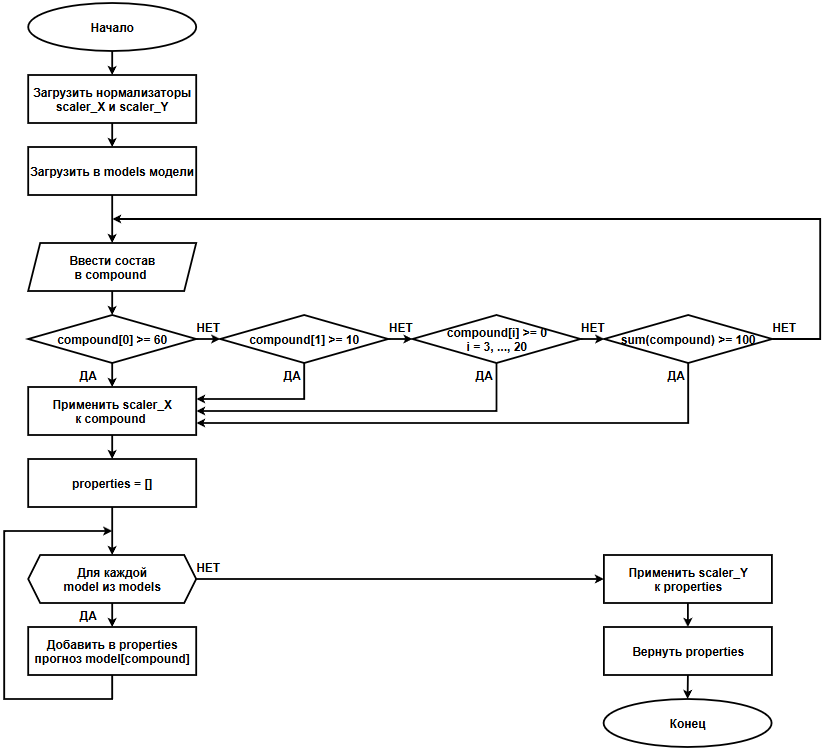 Начало
Загрузить нормализаторы
scaler_X и scaler_Y
Загрузить в models модели
Ввести состав
в compound
compound[0] >= 60
НЕТ
compound[1] >= 10
НЕТ
compound[i] >= 0
i = 3, ..., 20
НЕТ
sum(compound) >= 100
НЕТ
ДА
ДА
ДА
ДА
Применить scaler_X
к compound
properties = []
Для каждой
model из models
НЕТ
ДА
Добавить в properties
прогноз model[compound]
Применить scaler_Y
к properties
Вернуть properties
Конец